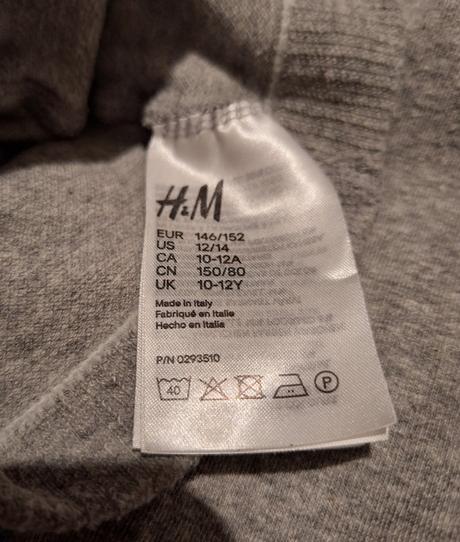 H&M
EUR 146/152
US 12/14
CA 10-12A
CN 150/80
UK 10-12Y
Made in Italy
Fabriqué en Italie
Hecho en Italia
P/N 0293510
40 P